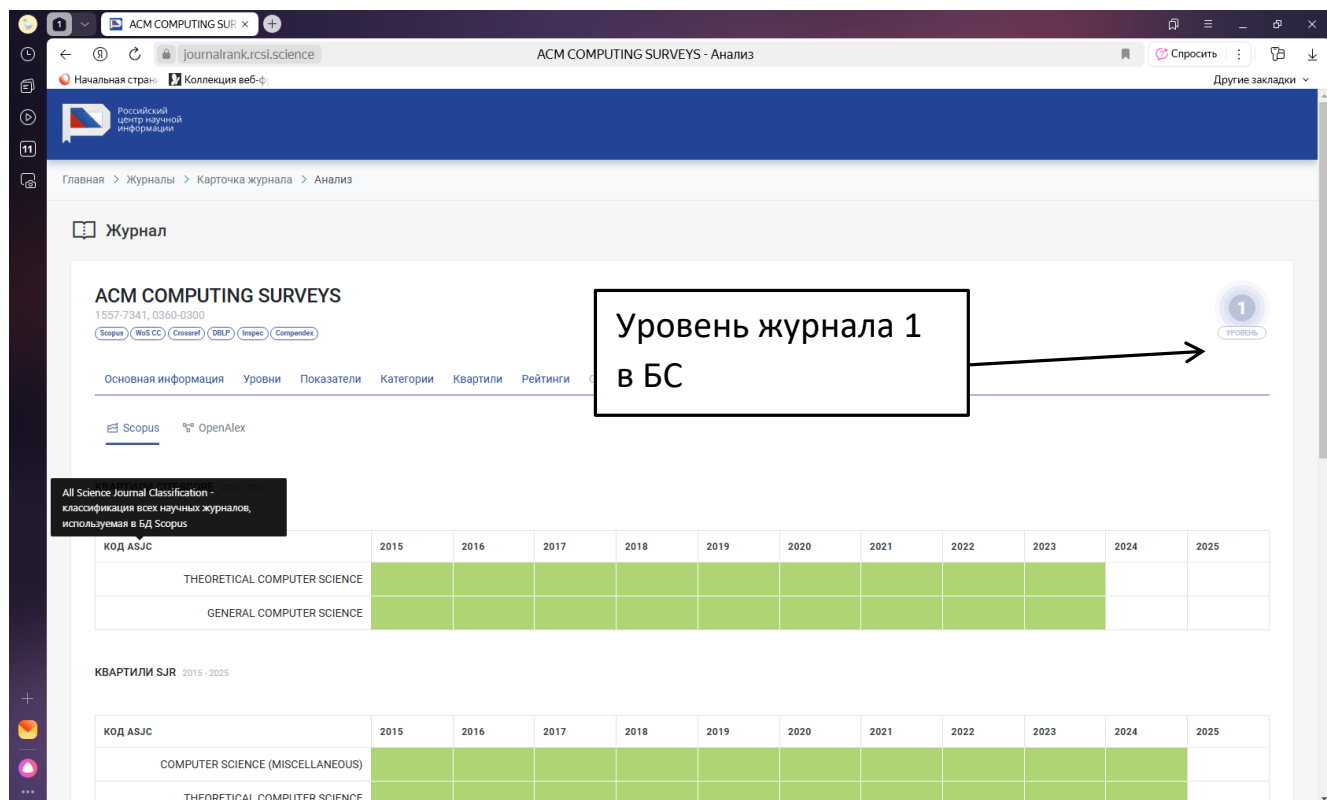 1
ACM COMPUTING SUR
journalrank.rcsi.science
ACM COMPUTING SURVEYS - Анализ
Спросить
Начальная стран
Коллекция веб-ф
Другие закладки
11
Российский
центр научной
информации
Главная > Журналы > Карточка журнала > Анализ
Журнал
ACM COMPUTING SURVEYS
1557-7341, 0360-0300
Scopus WoS CC Crossref DBLP Inspec Compendex
1
УРОВЕНЬ
Уровень журнала 1
в БС
Основная информация Уровни Показатели Категории Квартили Рейтинги
Scopus OpenAlex
All Science Journal Classification -
классификация всех научных журналов,
используемая в БД Scopus
КОД ASJC 2015 2016 2017 2018 2019 2020 2021 2022 2023 2024 2025
THEORETICAL COMPUTER SCIENCE
GENERAL COMPUTER SCIENCE
КВАРТИЛИ SJR 2015 - 2025
КОД ASJC 2015 2016 2017 2018 2019 2020 2021 2022 2023 2024 2025
COMPUTER SCIENCE (MISCELLANEOUS)
THEORETICAL COMPUTER SCIENCE